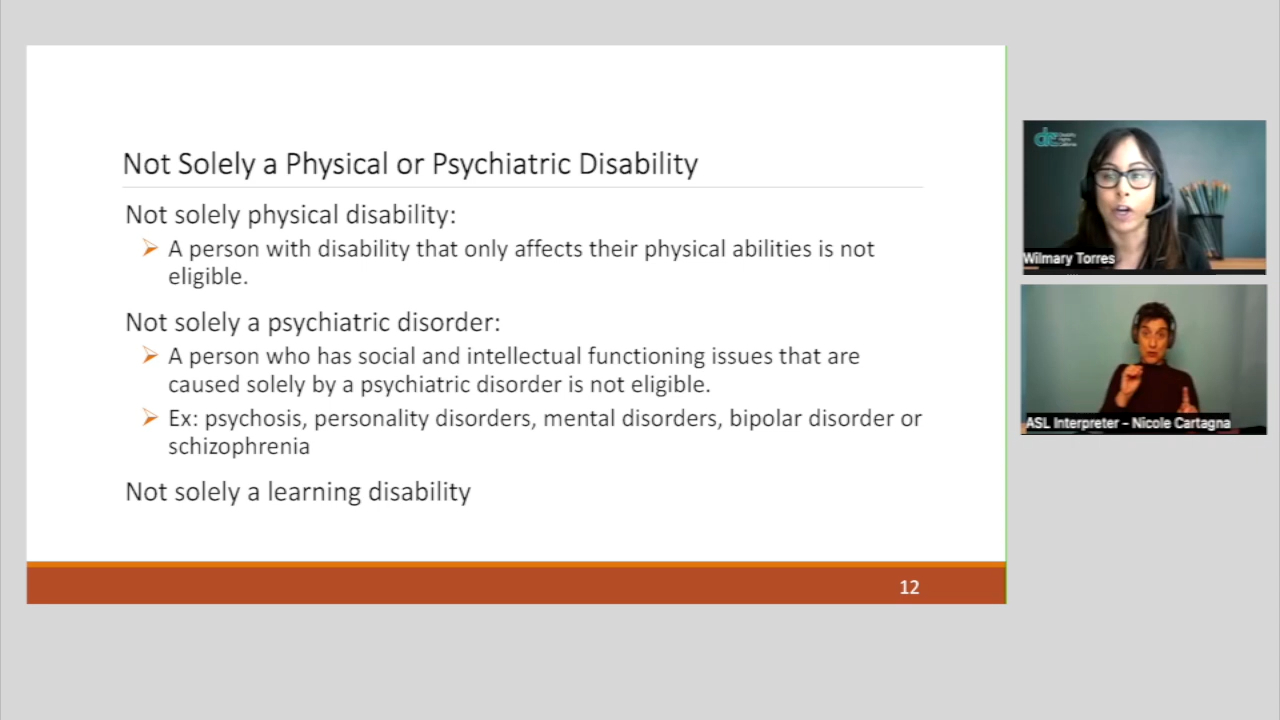 Not Solely a Physical or Psychiatric Disability
Not solely physical disability:
A person with disability that only affects their physical abilities is not
eligible.
Not solely a psychiatric disorder:
A person who has social and intellectual functioning issues that are
caused solely by a psychiatric disorder is not eligible.
Ex: psychosis, personality disorders, mental disorders, bipolar disorder or
schizophrenia
Not solely a learning disability
12
Disability
Rights
California
Wilmary Torres
ASL Interpreter – Nicole Cartagna